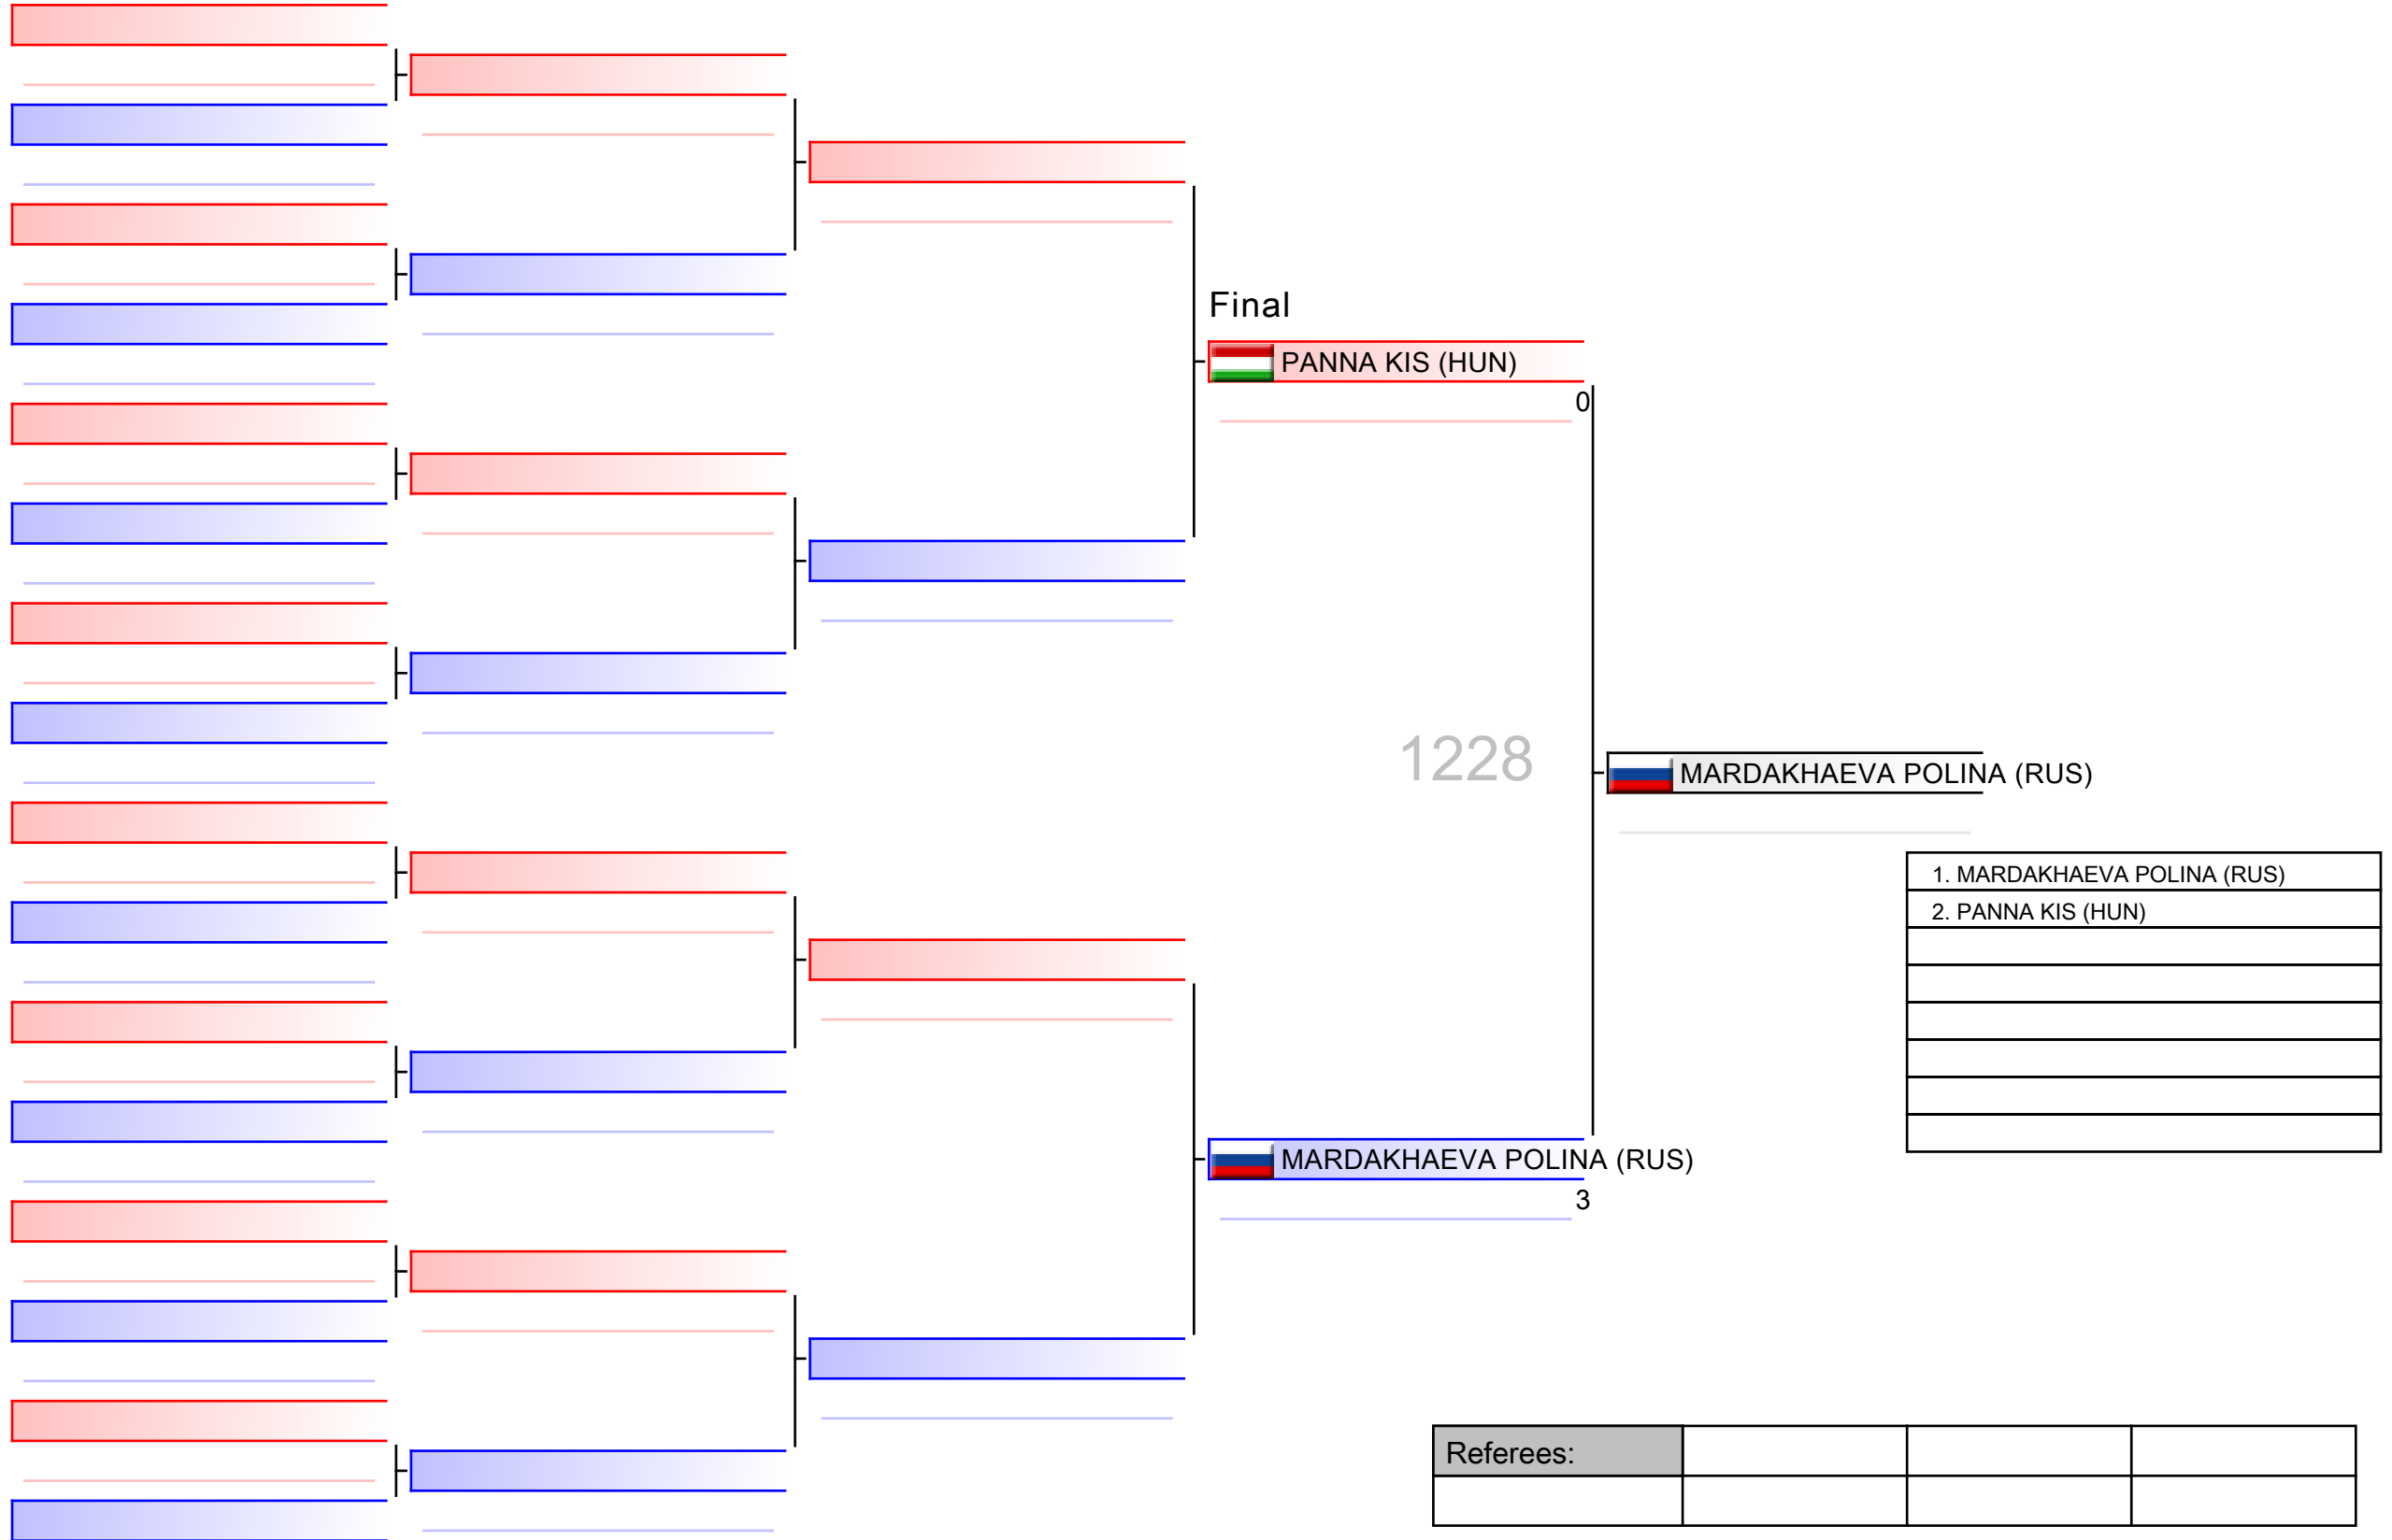 Final
PANNA KIS (HUN)
0
1228
MARDAKHAEVA POLINA (RUS)
1. MARDAKHAEVA POLINA (RUS)
2. PANNA KIS (HUN)
MARDAKHAEVA POLINA (RUS)
3
Referees: